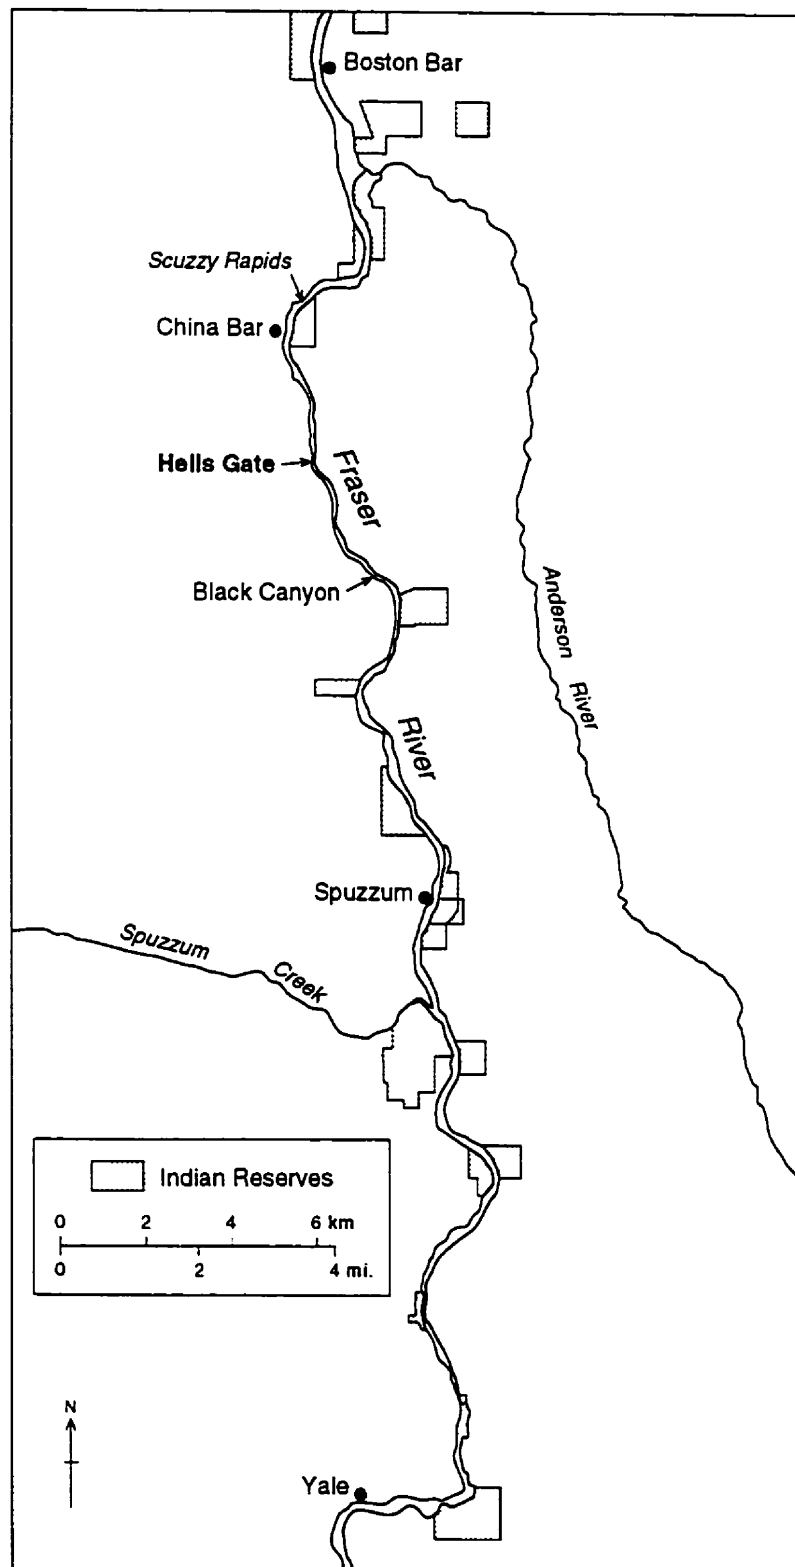 Boston Bar
Scuzzy Rapids
China Bar
Hells Gate
Fraser
Black Canyon
Anderson
River
River
Spuzzum
Spuzzum
Creek
Indian Reserves
0 2 4 6 km
0 2 4 mi.
N
Yale